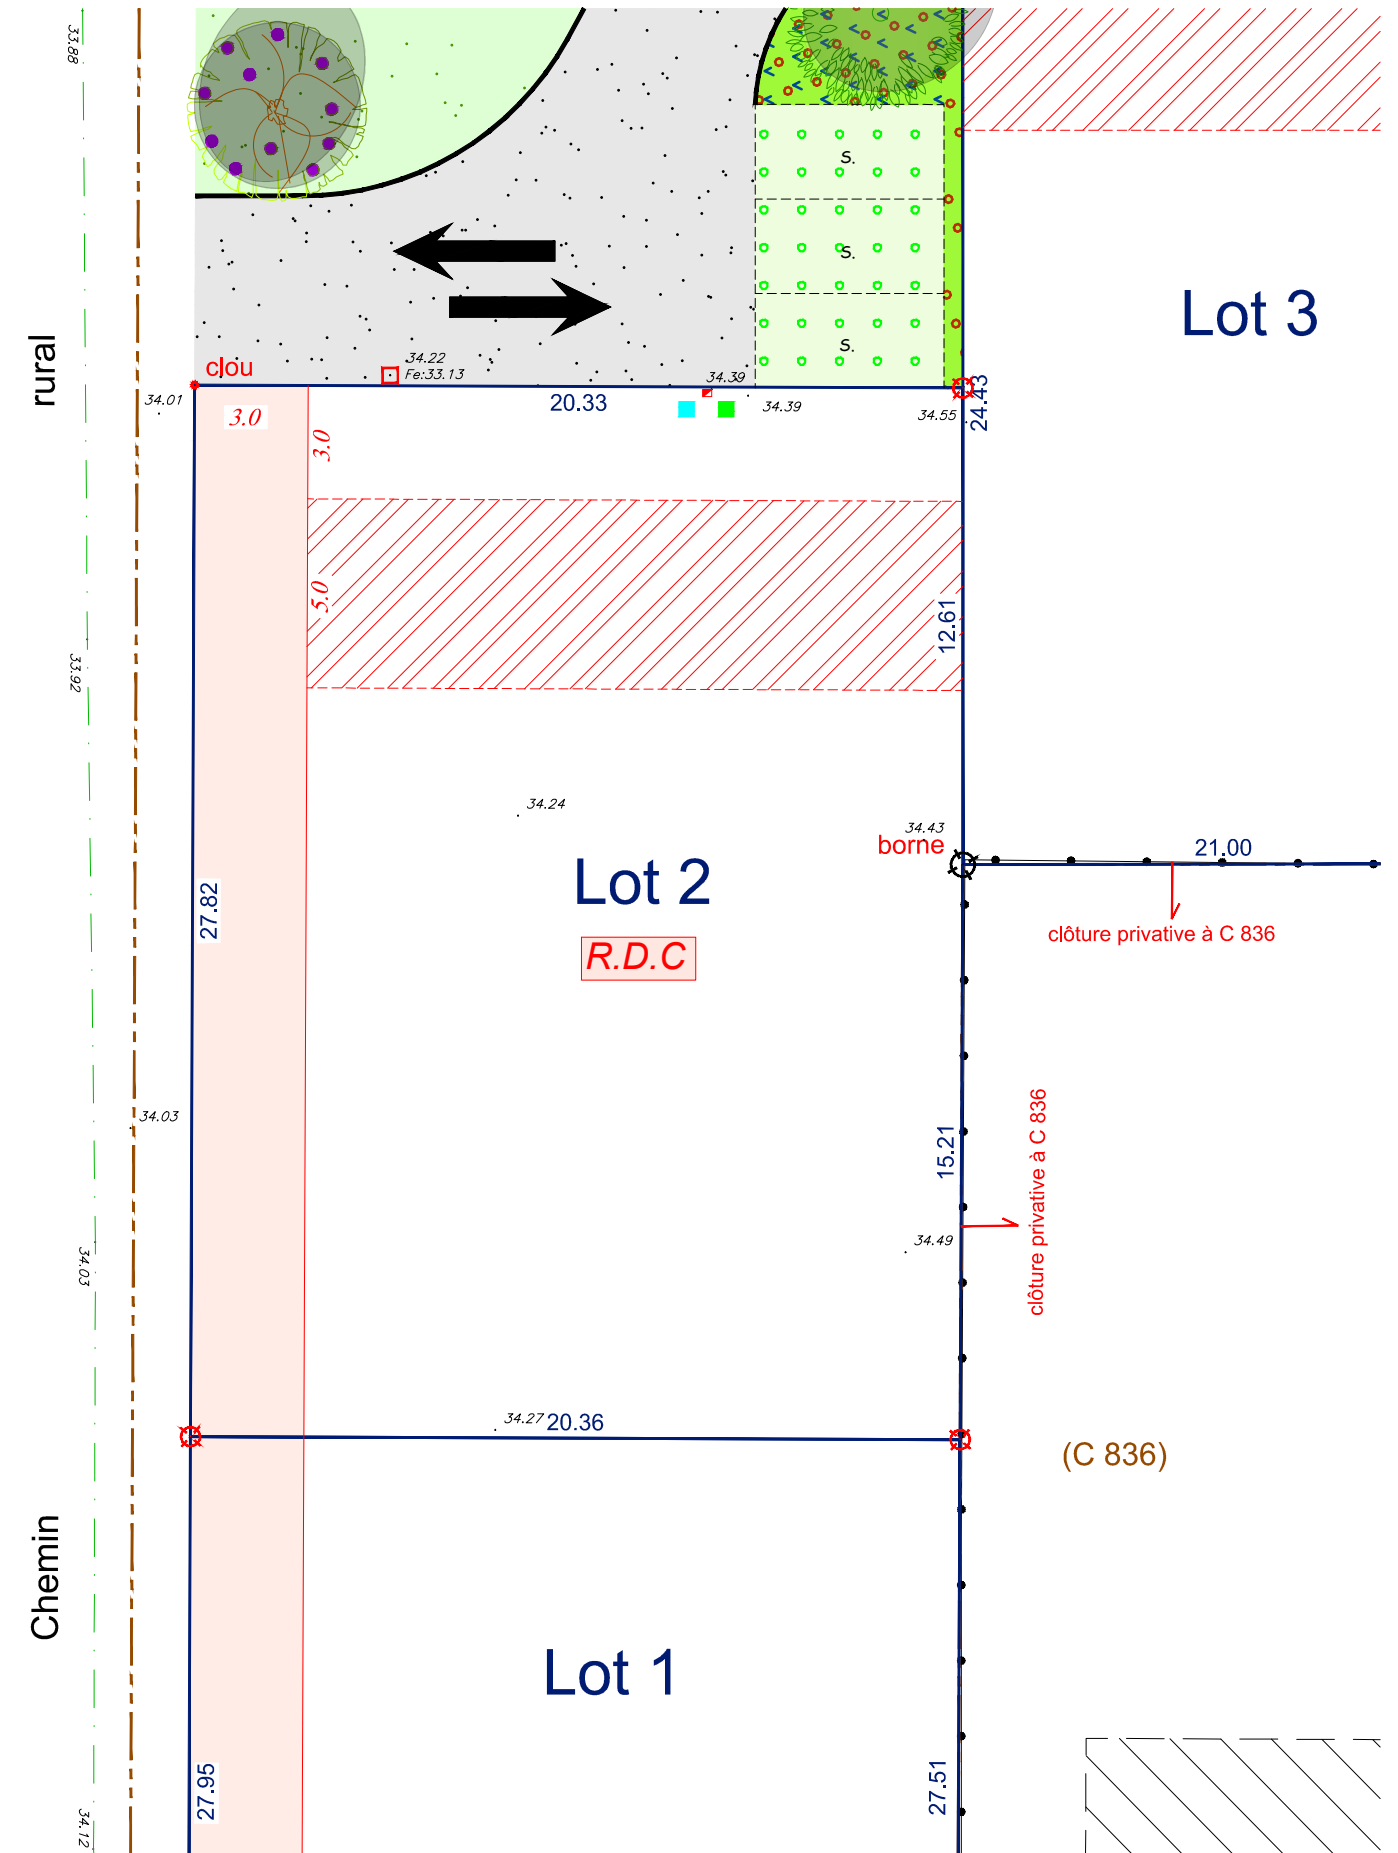 33.88
s.
s.
s.
Lot 3
rural
clou
34.22
Fe:33.13
34.39
34.01
3.0
20.33
34.39
34.55
24.43
3.0
5.0
12.61
33.92
34.24
34.43
borne
21.00
Lot 2
27.82
clôture privative à C 836
R.D.C
34.03
15.21
clôture privative à C 836
34.49
34.03
34.27
20.36
(C 836)
Chemin
Lot 1
27.95
27.51
34.12